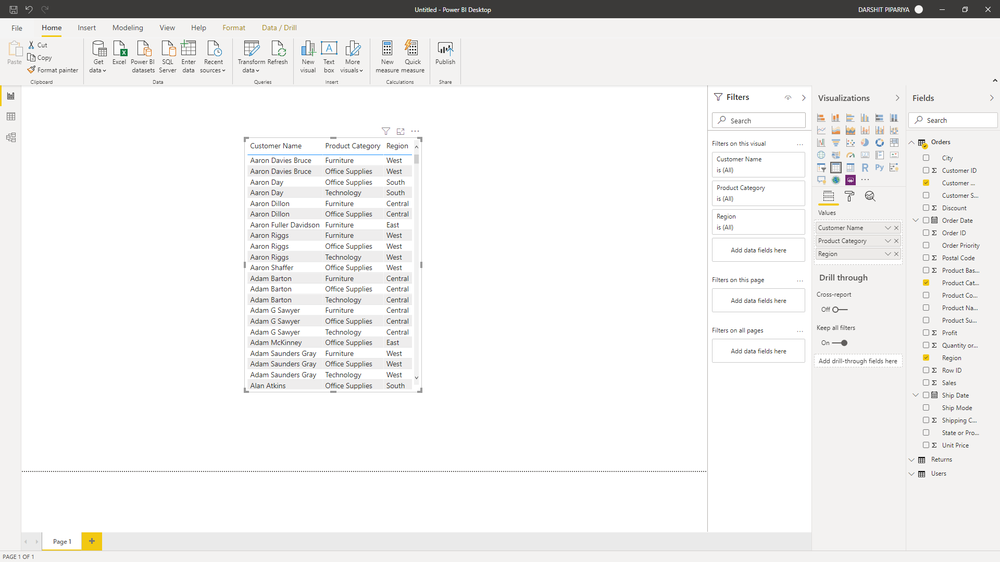 Untitled - Power BI Desktop
DARSHIT PIPARIYA
File
Home
Insert
Modeling
View
Help
Format
Data / Drill
Paste
Cut
Copy
Format painter
Clipboard
Get data
Excel
Power BI datasets
SQL Server
Enter data
Recent sources
Data
Transform data
Refresh
Queries
New visual
Text box
More visuals
Insert
New measure
Quick measure
Calculations
Publish
Share
Customer Name Product Category Region
Aaron Davies Bruce Furniture West
Aaron Davies Bruce Office Supplies West
Aaron Day Office Supplies South
Aaron Day Technology South
Aaron Dillon Furniture Central
Aaron Dillon Office Supplies Central
Aaron Fuller Davidson Furniture East
Aaron Riggs Furniture West
Aaron Riggs Office Supplies West
Aaron Riggs Technology West
Aaron Shaffer Office Supplies West
Adam Barton Furniture Central
Adam Barton Office Supplies Central
Adam Barton Technology Central
Adam G Sawyer Furniture Central
Adam G Sawyer Office Supplies Central
Adam G Sawyer Technology Central
Adam McKinney Office Supplies East
Adam Saunders Gray Furniture West
Adam Saunders Gray Office Supplies West
Adam Saunders Gray Technology West
Alan Atkins Office Supplies South
Filters
Search
Filters on this visual ...
Customer Name
is (All)
Product Category
is (All)
Region
is (All)
Add data fields here
Filters on this page ...
Add data fields here
Filters on all pages ...
Add data fields here
Visualizations
R
Py
Values
Customer Name
Product Category
Region
Drill through
Cross-report
Off
Keep all filters
On
Add drill-through fields here
Fields
Search
Orders
City
Σ Customer ID
Customer ...
Customer S...
Σ Discount
Order Date
Σ Order ID
Order Priority
Σ Postal Code
Σ Product Bas...
Product Cat...
Product Co...
Product Na...
Product Su...
Σ Profit
Σ Quantity or...
Region
Σ Row ID
Σ Sales
Ship Date
Ship Mode
Σ Shipping C...
State or Pro...
Σ Unit Price
Returns
Users
Page 1
+
PAGE 1 OF 1